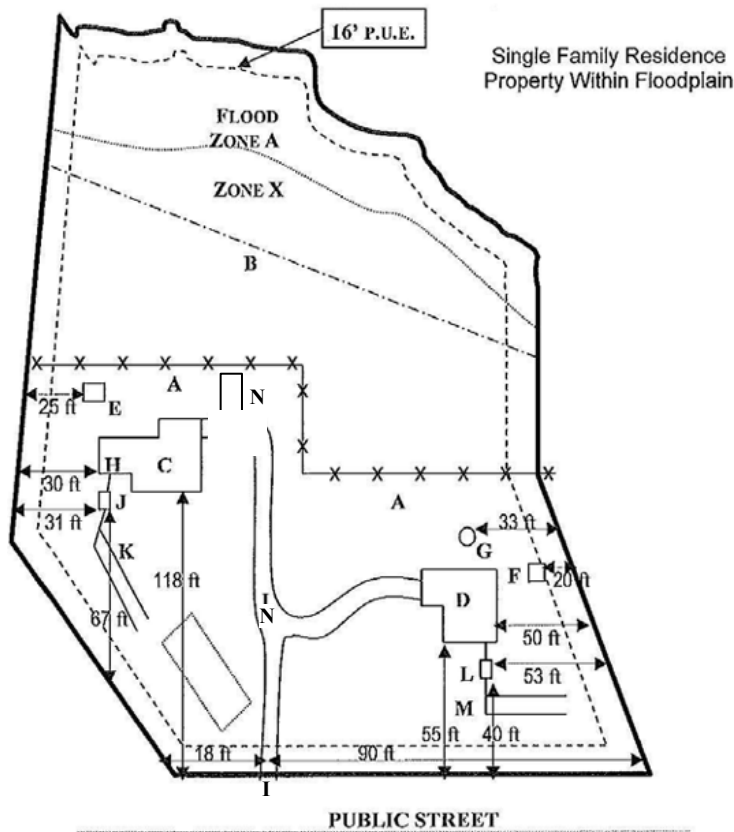 16' P.U.E.
Single Family Residence
Property Within Floodplain
FLOOD
ZONE A
ZONE X
B
A
N
25 ft
E
H
C
30 ft
J
31 ft
A
33 ft
G
K
118 ft
F
20 ft
D
N
67 ft
50 ft
L
53 ft
M
55 ft
40 ft
18 ft
90 ft
I
PUBLIC STREET